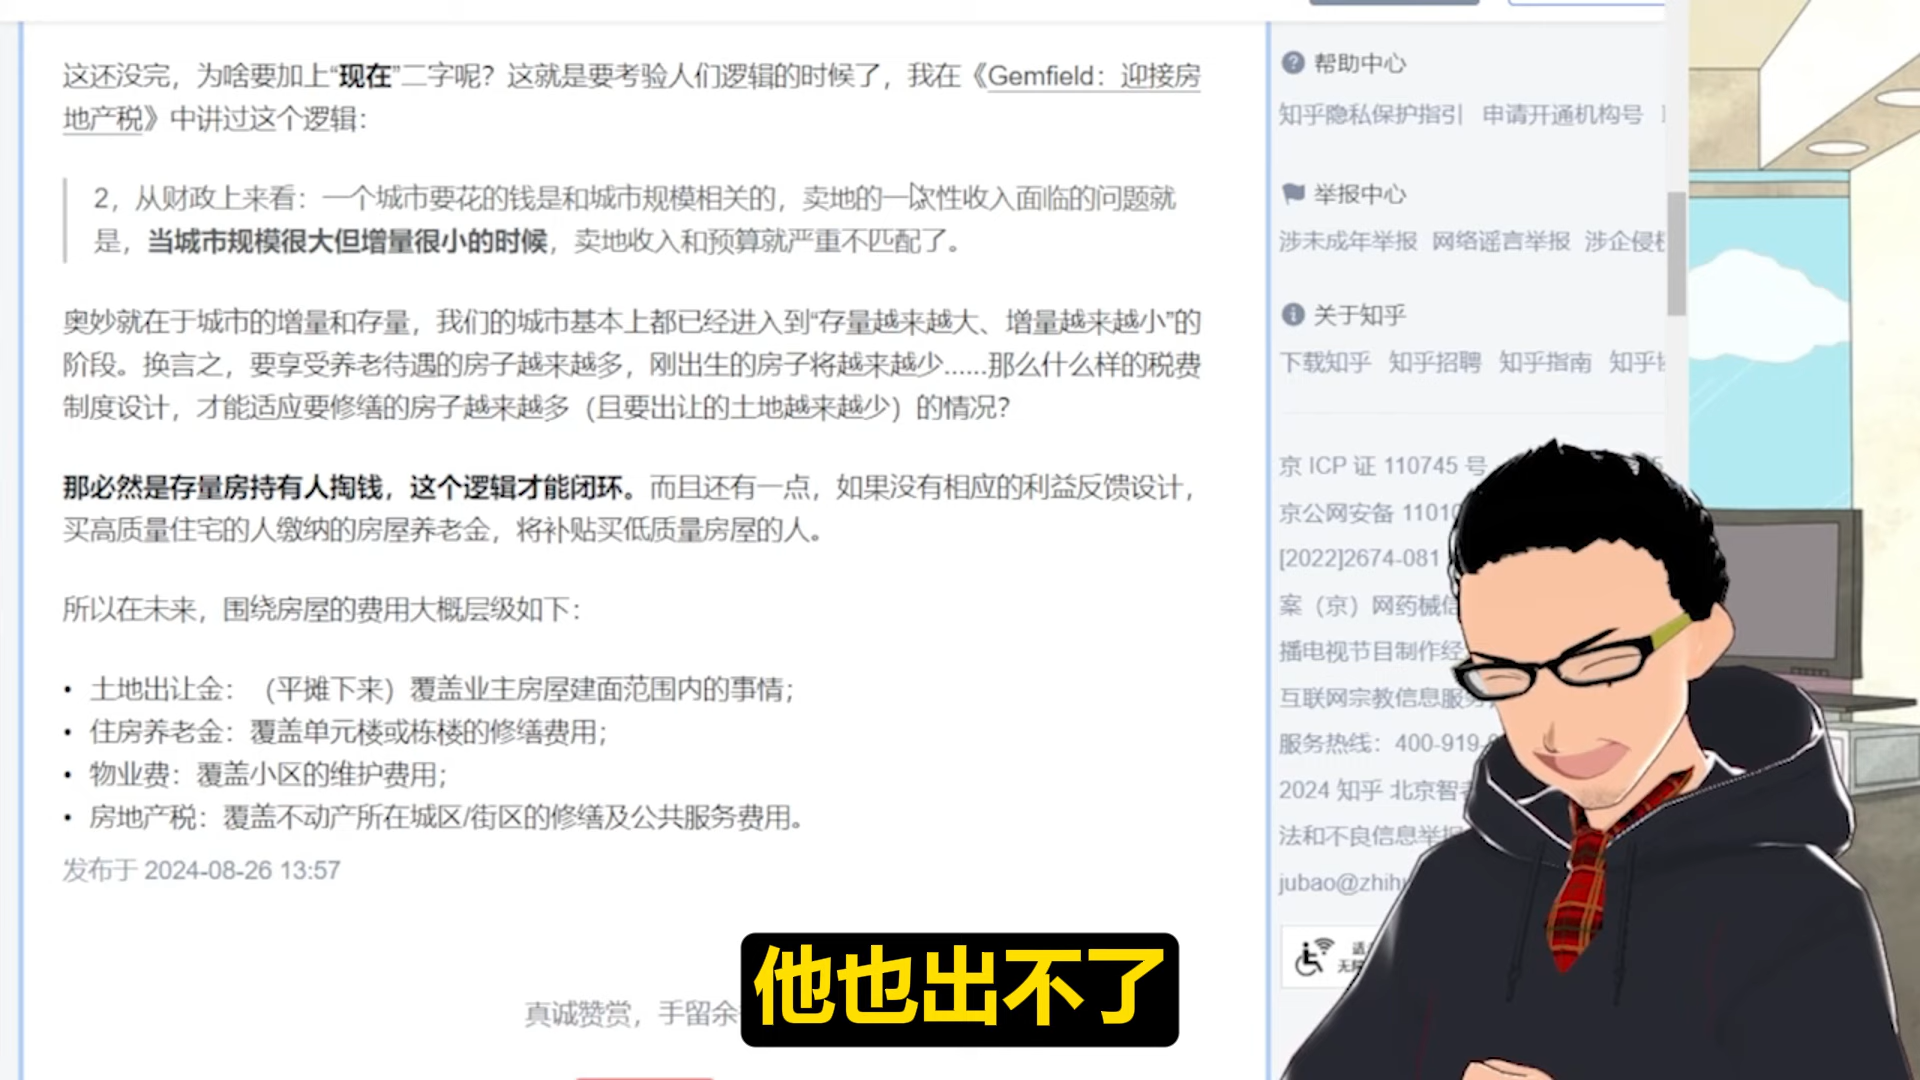 这还没完，为啥要加上“现在”二字呢？这就是要考验人们逻辑的时候了，我在《Gemfield：迎接房
地产税》中讲过这个逻辑：
2，从财政上来看：一个城市要花的钱是和城市规模相关的，卖地的一次性收入面临的问题就
是，当城市规模很大但增量很小的时候，卖地收入和预算就严重不匹配了。
奥妙就在于城市的增量和存量，我们的城市基本上都已经进入到“存量越来越大、增量越来越小”的
阶段。换言之，要享受养老待遇的房子越来越多，刚出生的房子将越来越少……那么什么样的税费
制度设计，才能适应要修缮的房子越来越多（且要出让的土地越来越少）的情况？
那必然是存量房持有人掏钱，这个逻辑才能闭环。而且还有一点，如果没有相应的利益反馈设计，
买高质量住宅的人缴纳的房屋养老金，将补贴买低质量房屋的人。
所以在未来，围绕房屋的费用大概层级如下：
• 土地出让金：（平摊下来）覆盖业主房屋建面范围内的事情；
• 住房养老金：覆盖单元楼或栋楼的修缮费用；
• 物业费：覆盖小区的维护费用；
• 房地产税：覆盖不动产所在城区/街区的修缮及公共服务费用。
发布于 2024-08-26 13:57
真诚赞赏，手留余
他也出不了
帮助中心
知乎隐私保护指引 申请开通机构号
举报中心
涉未成年举报 网络谣言举报 涉企侵
关于知乎
下载知乎 知乎招聘 知乎指南 知乎
京 ICP 证 110745 号
京公网安备 11010
[2022]2674-081
案（京）网药械信
播电视节目制作经
互联网宗教信息服务
服务热线：400-919-
2024 知乎 北京智者
法和不良信息举报
jubao@zhihu
适
无障